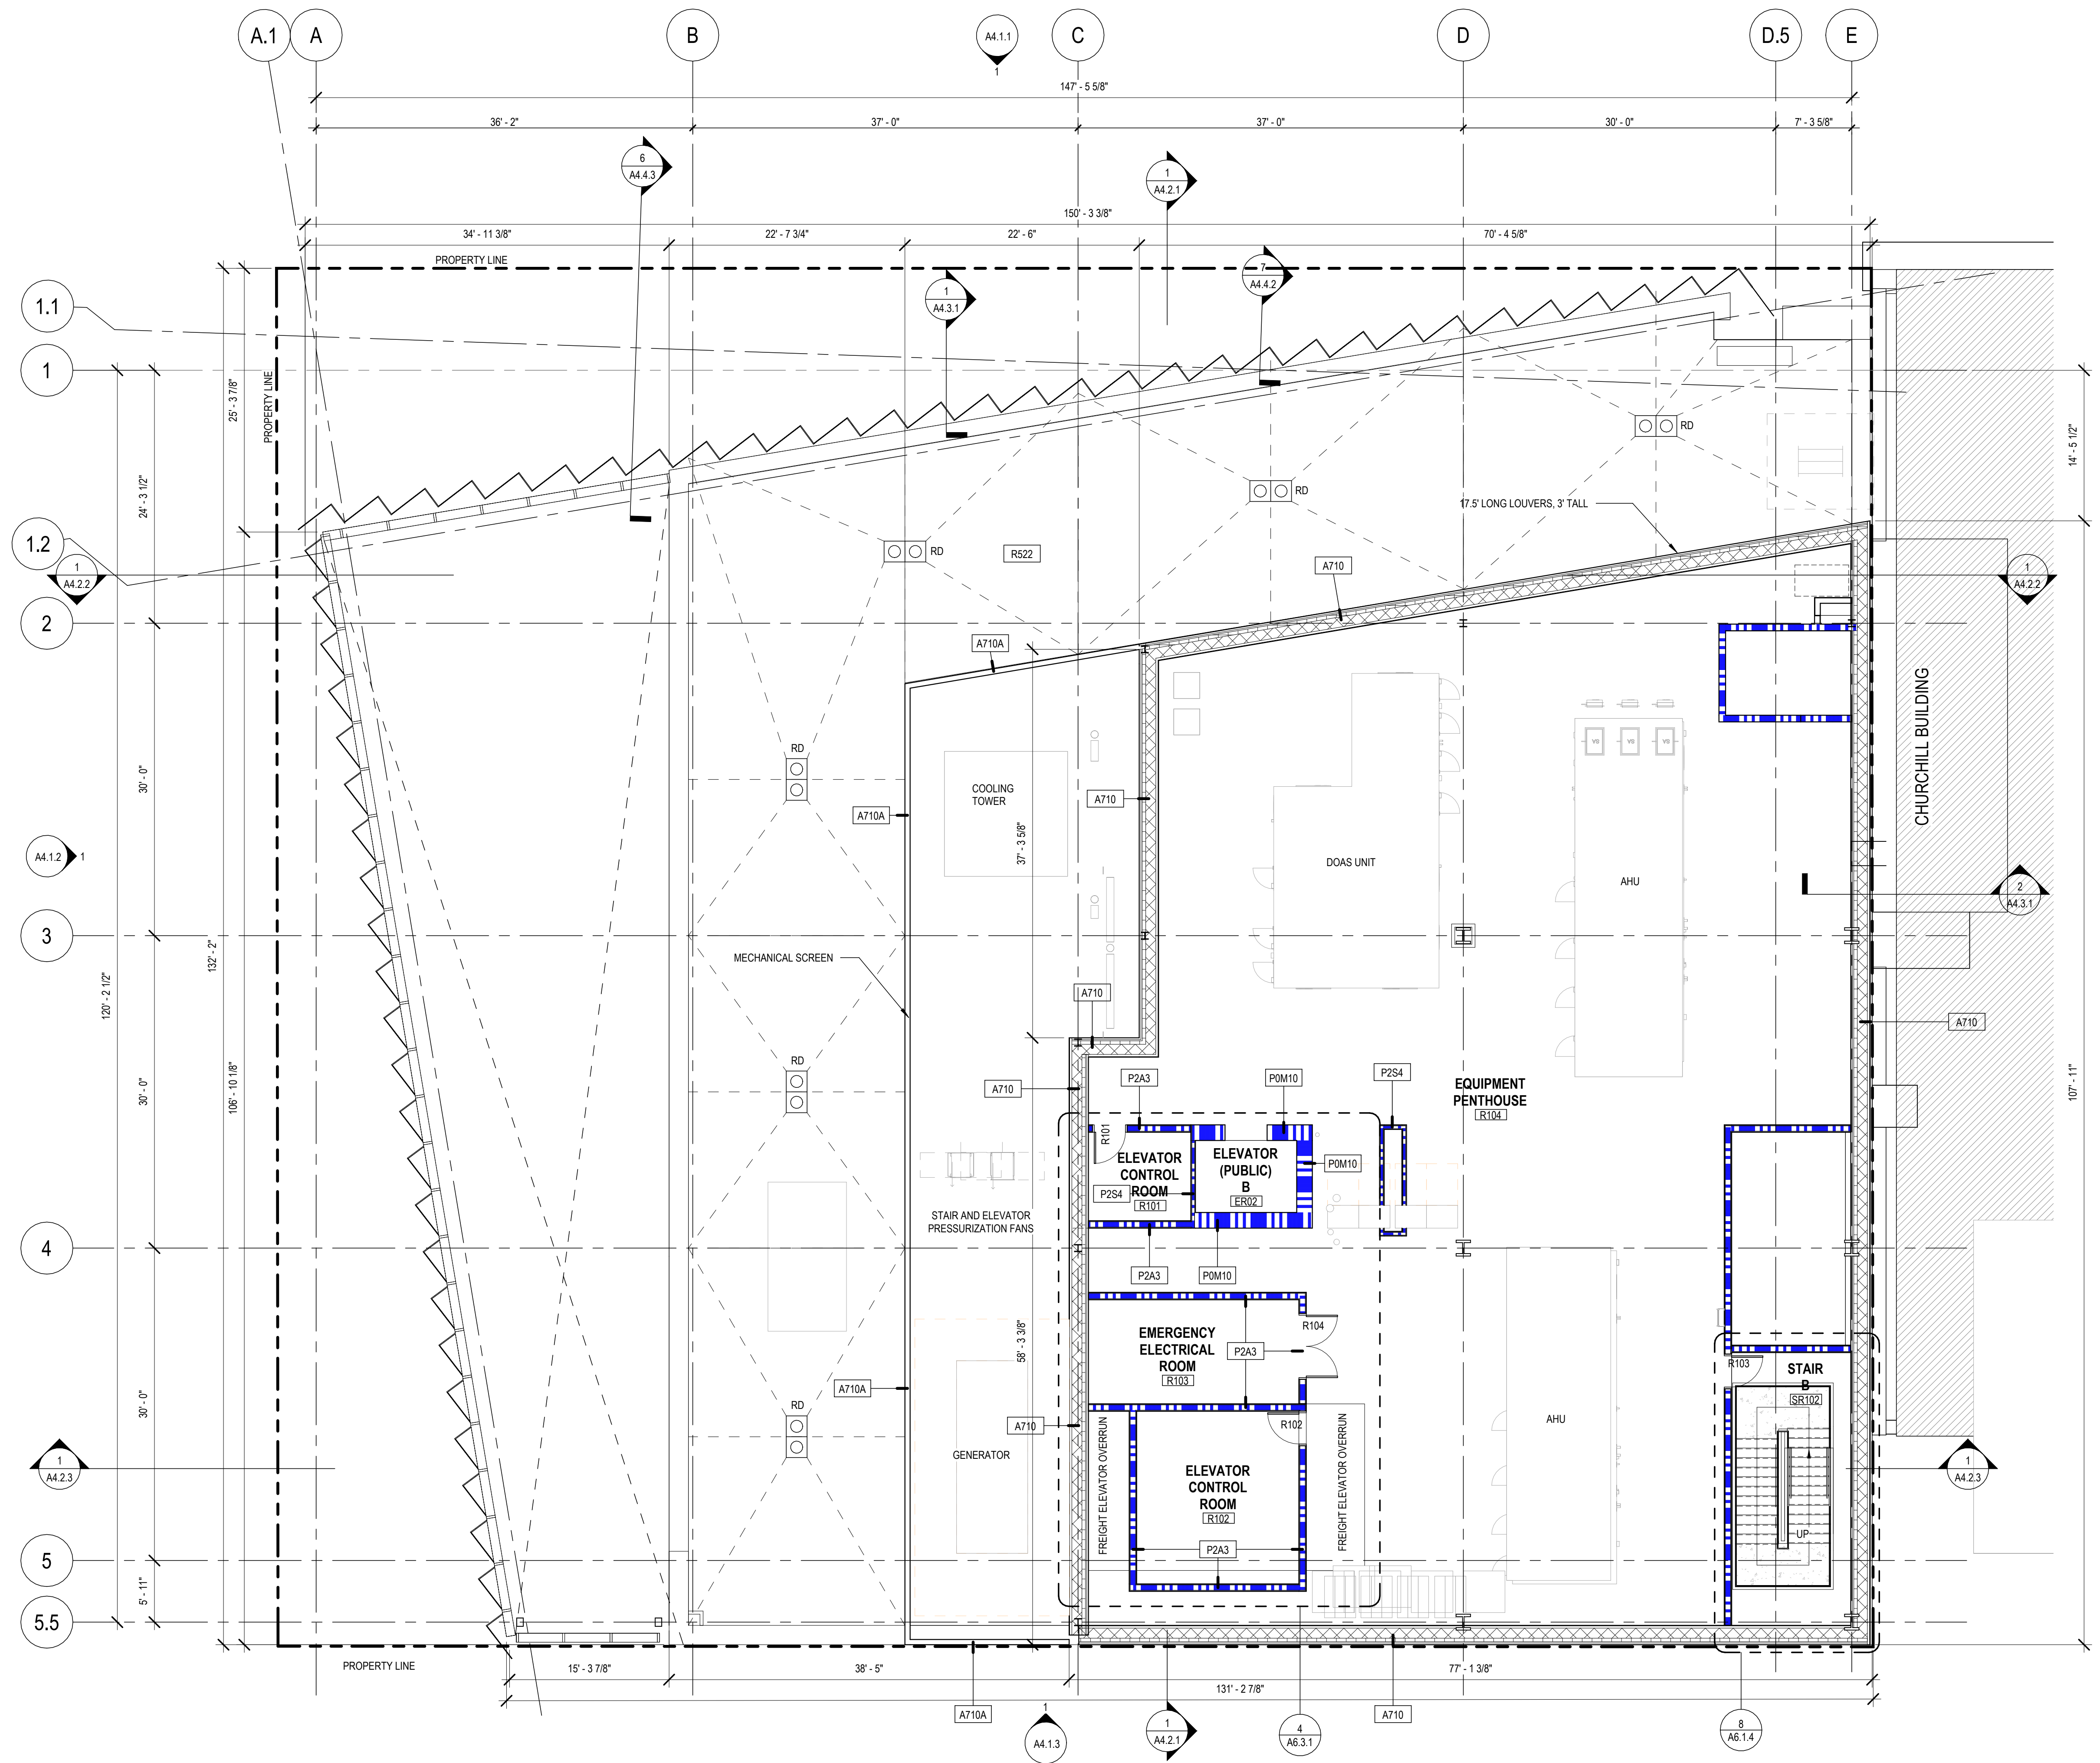 A.1
A
B
A4.1.1
1
C
D
D.5
E
147' - 5 5/8"
36' - 2"
37' - 0"
37' - 0"
30' - 0"
7' - 3 5/8"
6
A4.4.3
1
A4.2.1
150' - 3 3/8"
34' - 11 3/8"
22' - 7 3/4"
22' - 6"
70' - 4 5/8"
PROPERTY LINE
1
A4.3.1
7
A4.4.2
1.1
1
25' - 3 7/8"
PROPERTY LINE
24' - 3 1/2"
14' - 5 1/2"
RD
RD
RD
R522
17.5' LONG LOUVERS, 3' TALL
1.2
1
A4.2.2
A710
1
A4.2.2
2
A710A
CHURCHILL BUILDING
RD
30' - 0"
COOLING
TOWER
A710A
A710
37' - 3 5/8"
VS
VS
VS
DOAS UNIT
AHU
A4.1.2
1
2
A4.3.1
3
132' - 2"
120' - 2 1/2"
106' - 10 1/8"
MECHANICAL SCREEN
A710
A710
RD
30' - 0"
A710
P2A3
P0M10
P2S4
EQUIPMENT
PENTHOUSE
R104
107' - 11"
R101
ELEVATOR
CONTROL
ROOM
R101
ELEVATOR
(PUBLIC)
B
ER02
P0M10
P2S4
STAIR AND ELEVATOR
PRESSURIZATION FANS
4
P2A3
P0M10
58' - 3 3/8"
EMERGENCY
ELECTRICAL
ROOM
R103
R104
P2A3
R103
STAIR
B
SR102
30' - 0"
A710A
RD
A710
R102
GENERATOR
FREIGHT ELEVATOR OVERRUN
ELEVATOR
CONTROL
ROOM
R102
FREIGHT ELEVATOR OVERRUN
AHU
1
A4.2.3
1
A4.2.3
UP
P2A3
5
5' - 11"
5.5
PROPERTY LINE
15' - 3 7/8"
38' - 5"
77' - 1 3/8"
131' - 2 7/8"
A710A
1
A4.1.3
1
A4.2.1
4
A6.3.1
A710
8
A6.1.4